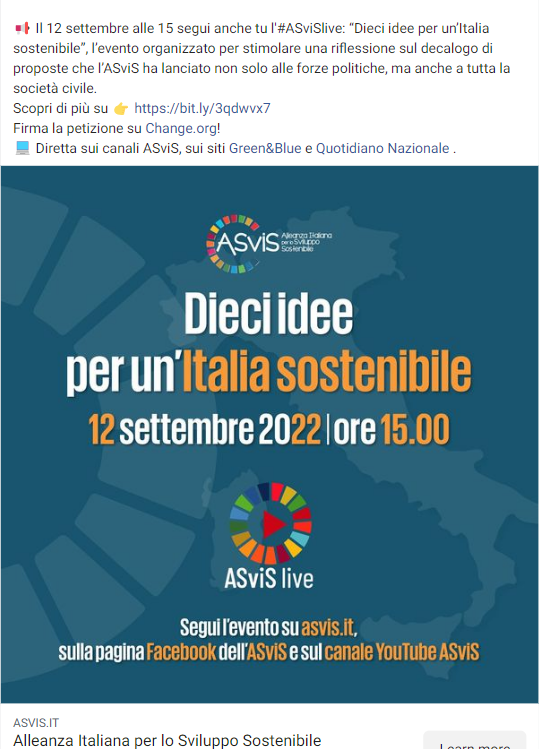 📢 Il 12 settembre alle 15 segui anche tu l'#ASviSlive: “Dieci idee per un’Italia
sostenibile”, l’evento organizzato per stimolare una riflessione sul decalogo di
proposte che l’ASviS ha lanciato non solo alle forze politiche, ma anche a tutta la
società civile.
Scopri di più su 👉 https://bit.ly/3qdwvx7
Firma la petizione su Change.org!
💻 Diretta sui canali ASviS, sui siti Green&Blue e Quotidiano Nazionale .
ASviS Alleanza Italiana
per lo Sviluppo
Sostenibile
Dieci idee
per un'Italia sostenibile
12 settembre 2022 | ore 15.00
ASviS live
Segui l'evento su asvis.it,
sulla pagina Facebook dell'ASviS e sul canale YouTube ASviS
ASVIS.IT
Alleanza Italiana per lo Sviluppo Sostenibile
Learn more